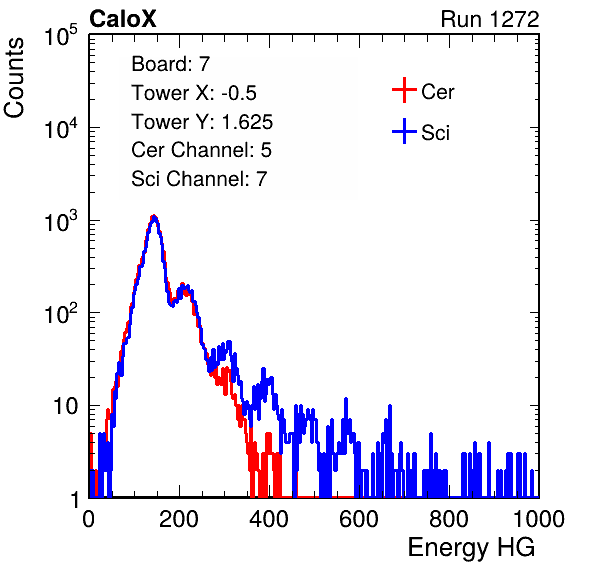 CaloX Run 1272
Counts
Board: 7
Tower X: -0.5
Tower Y: 1.625
Cer Channel: 5
Sci Channel: 7
Cer
Sci
10^5
10^4
10^3
10^2
10
1
0 200 400 600 800 1000
Energy HG